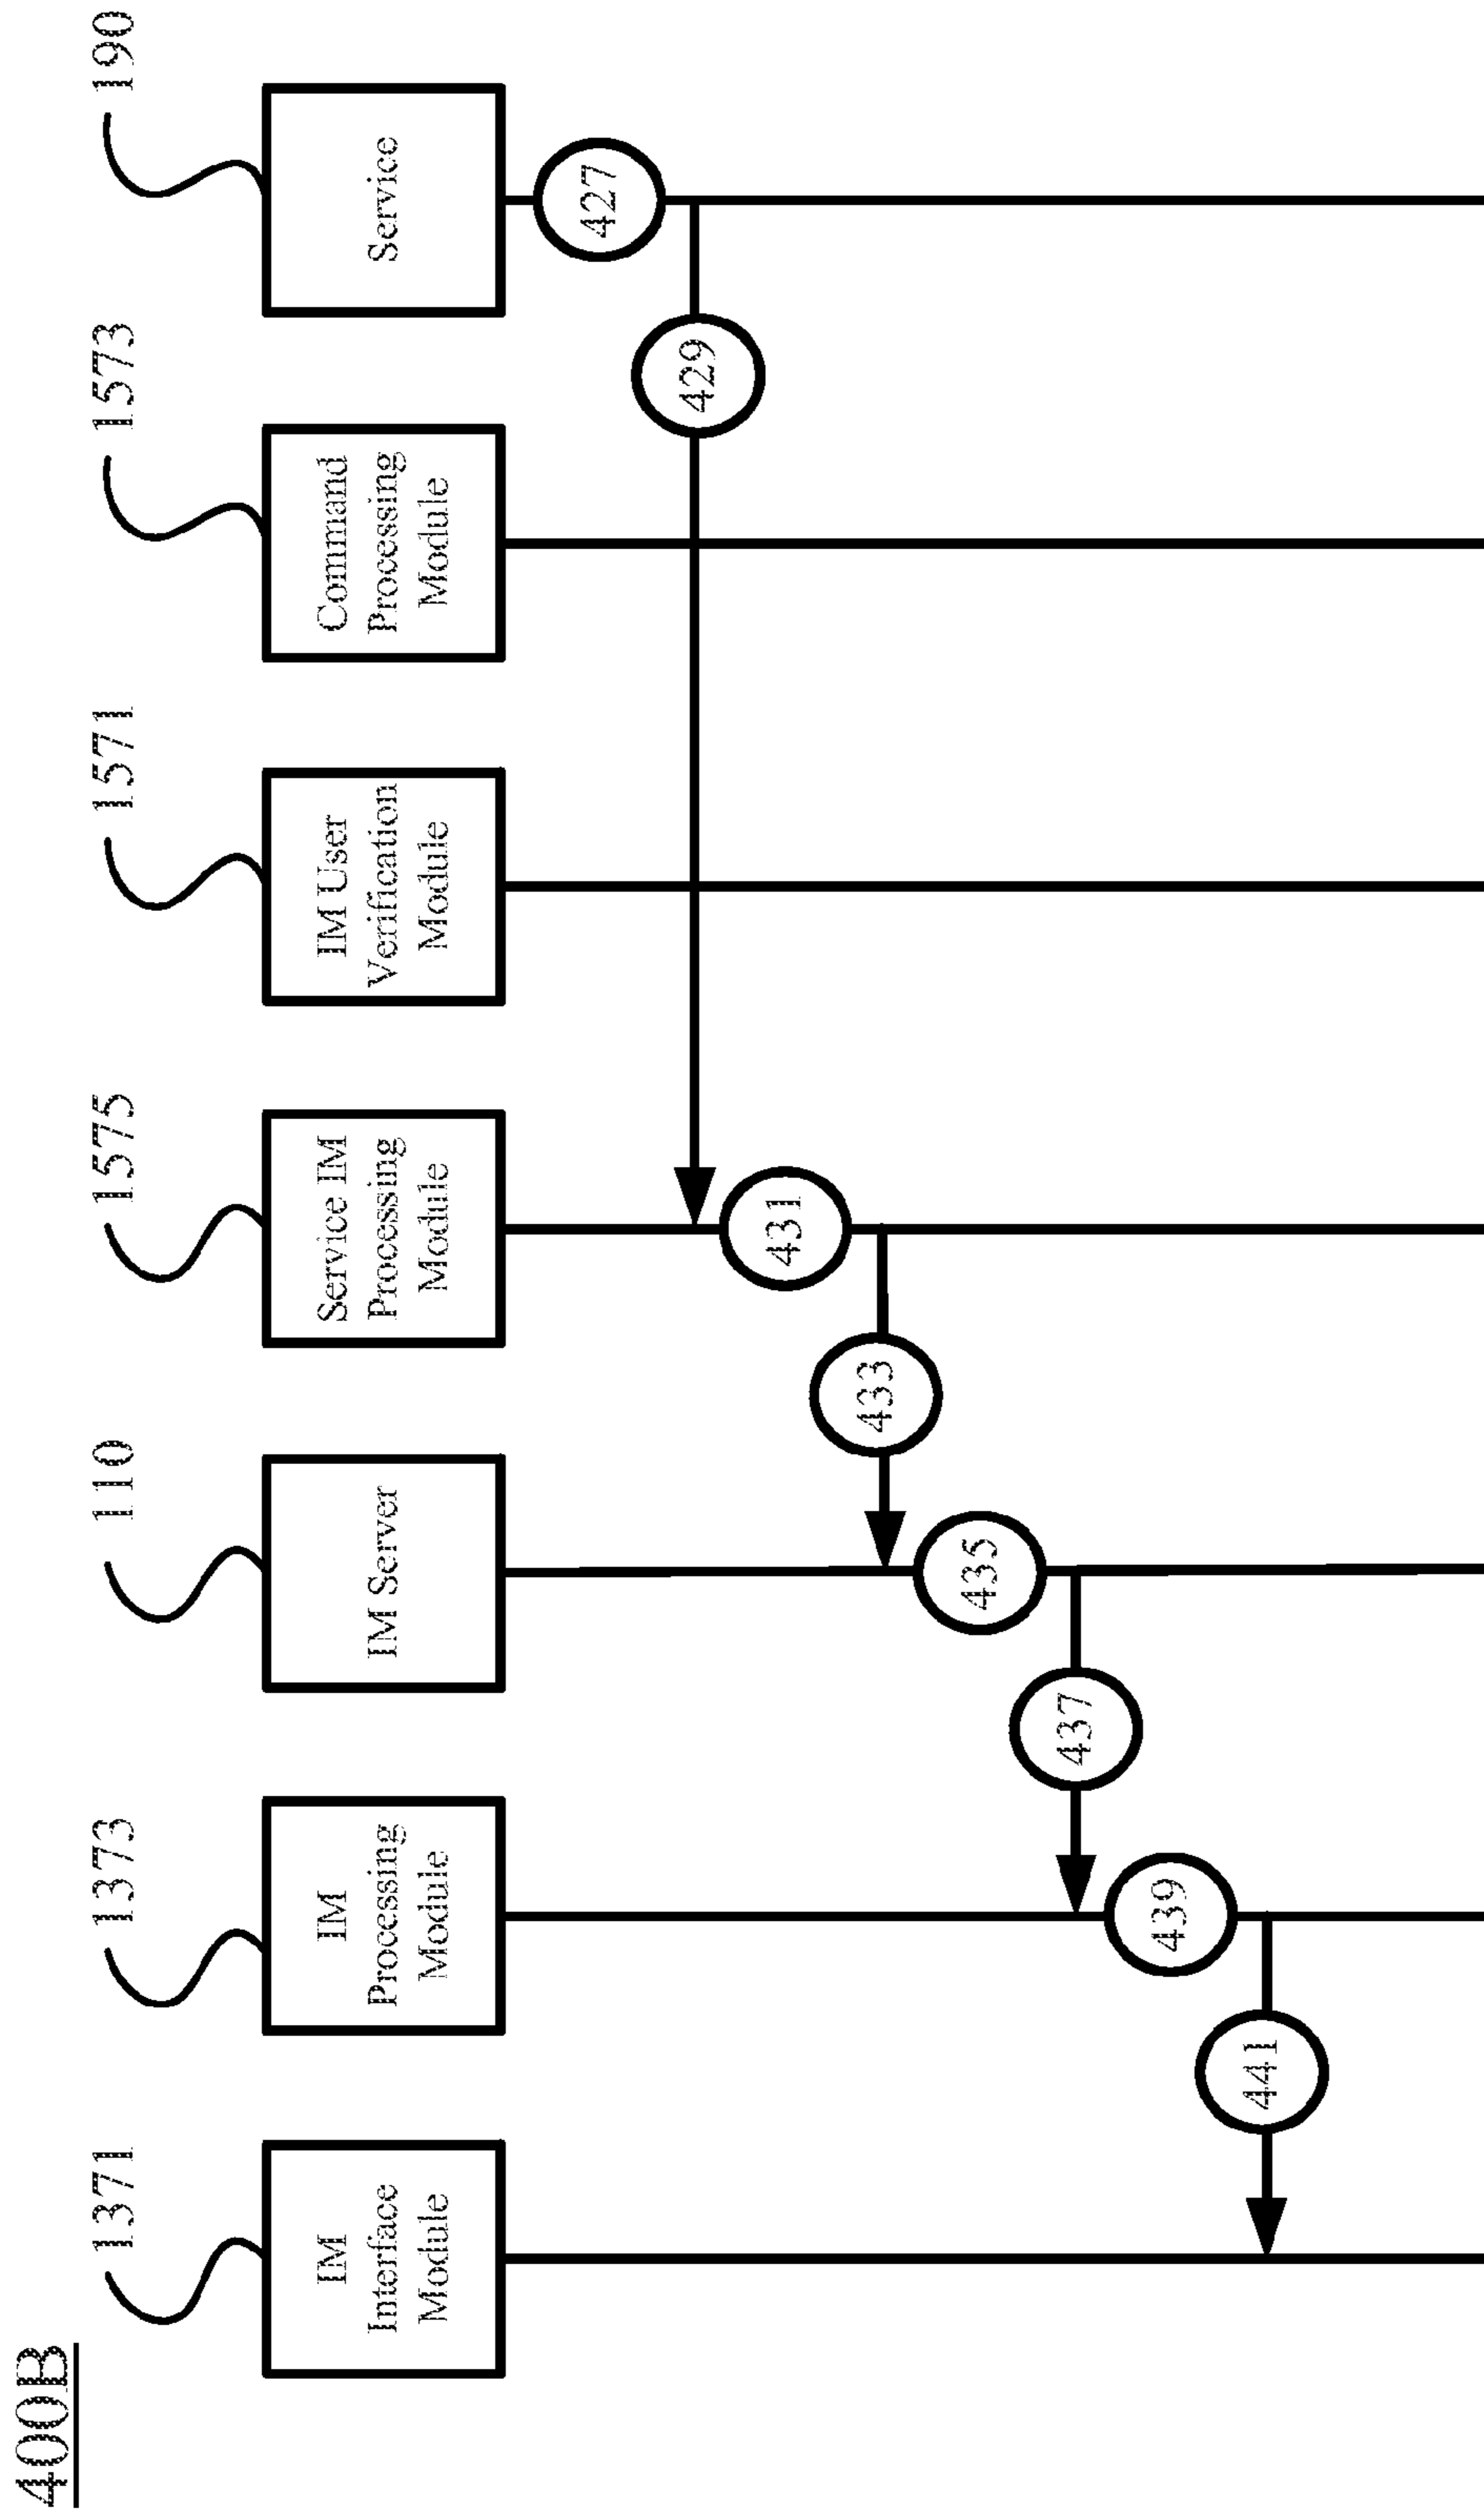 400B
1371
1373
110
1575
1571
1573
190
IM
Interface
Module
IM
Processing
Module
IM Server
Service IM
Processing
Module
IM User
Verification
Module
Command
Processing
Module
Service
427
429
431
433
435
437
439
441